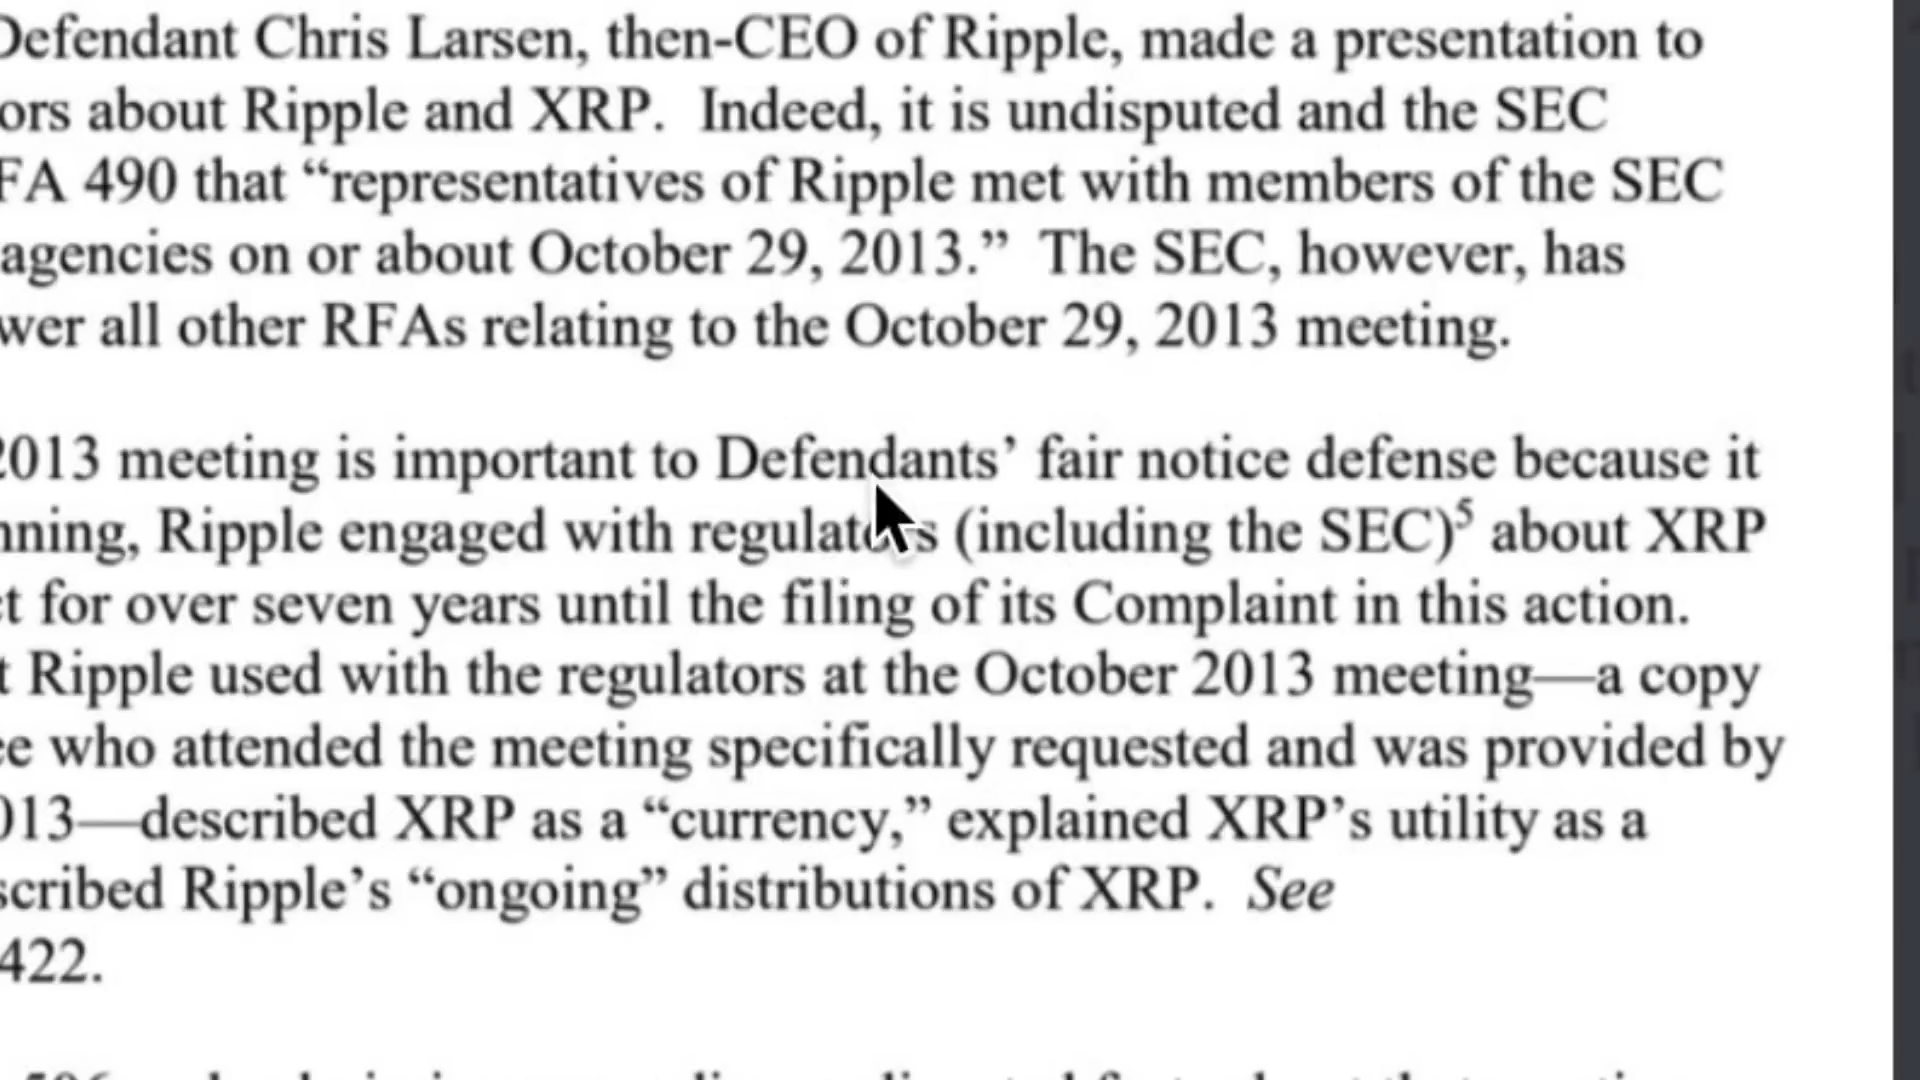 Defendant Chris Larsen, then-CEO of Ripple, made a presentation to
ors about Ripple and XRP.  Indeed, it is undisputed and the SEC
FA 490 that “representatives of Ripple met with members of the SEC
agencies on or about October 29, 2013.”  The SEC, however, has
wer all other RFAs relating to the October 29, 2013 meeting.
2013 meeting is important to Defendants’ fair notice defense because it
nning, Ripple engaged with regulators (including the SEC)5 about XRP
t for over seven years until the filing of its Complaint in this action.
t Ripple used with the regulators at the October 2013 meeting—a copy
ee who attended the meeting specifically requested and was provided by
013—described XRP as a “currency,” explained XRP’s utility as a
scribed Ripple’s “ongoing” distributions of XRP.  See
422.